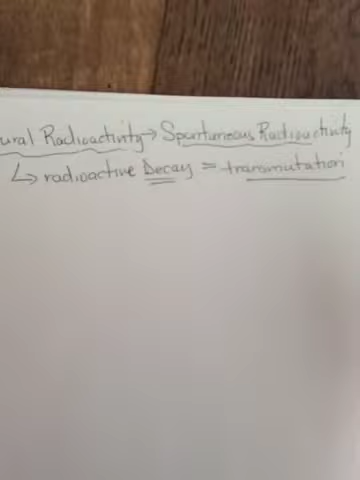 ural Radioactivity → Spontaneous Radioactivity
↳ radioactive Decay = transmutation